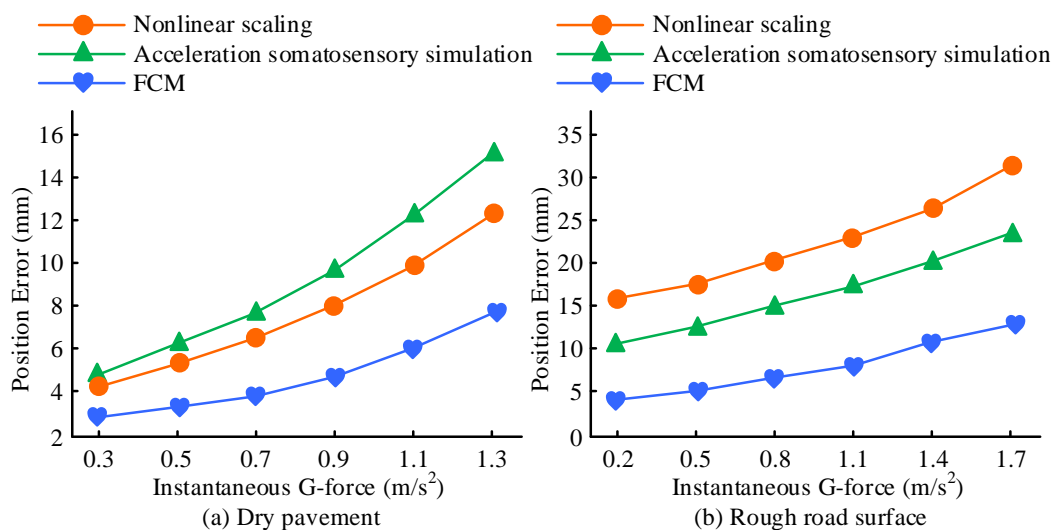 Nonlinear scaling
Acceleration somatosensory simulation
FCM
Position Error (mm)
16
14
12
10
8
6
4
2
0.3 0.5 0.7 0.9 1.1 1.3
Instantaneous G-force (m/s²)
(a) Dry pavement
Nonlinear scaling
Acceleration somatosensory simulation
FCM
Position Error (mm)
35
30
25
20
15
10
5
0
0.2 0.5 0.8 1.1 1.4 1.7
Instantaneous G-force (m/s²)
(b) Rough road surface